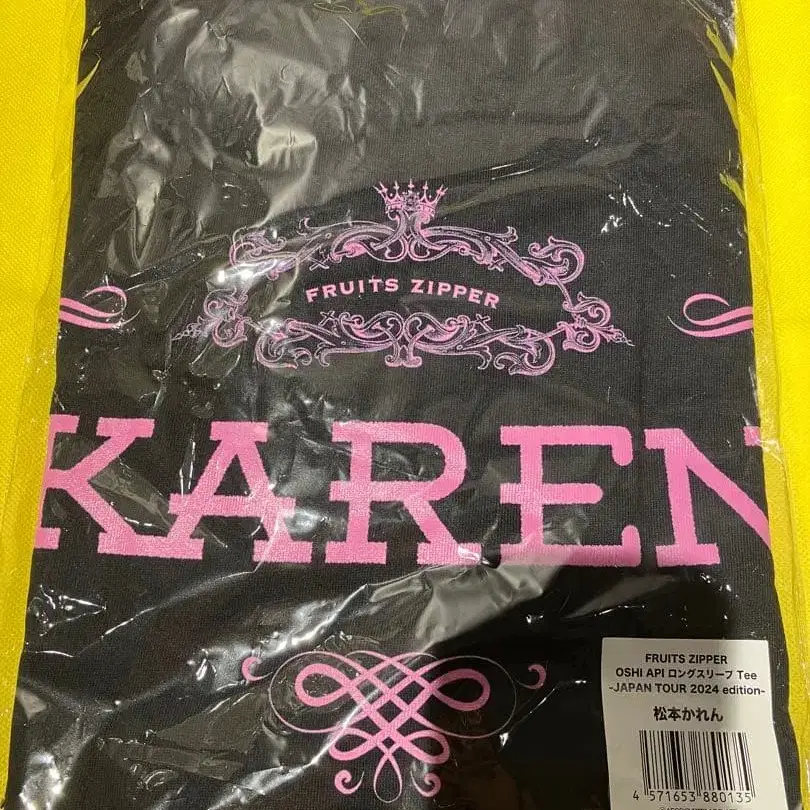 FRUITS ZIPPER
KAREN
FRUITS ZIPPER
OSHI API ロングスリーブ Tee
-JAPAN TOUR 2024 edition-
松本かれん
4 571653 880135